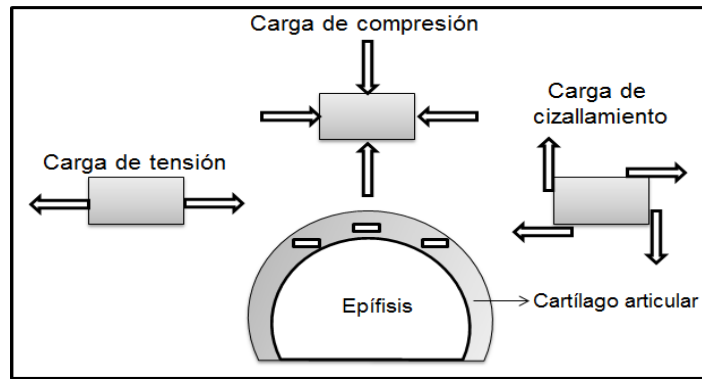 Carga de compresión
Carga de
cizallamiento
Carga de tensión
Epífisis
Cartílago articular